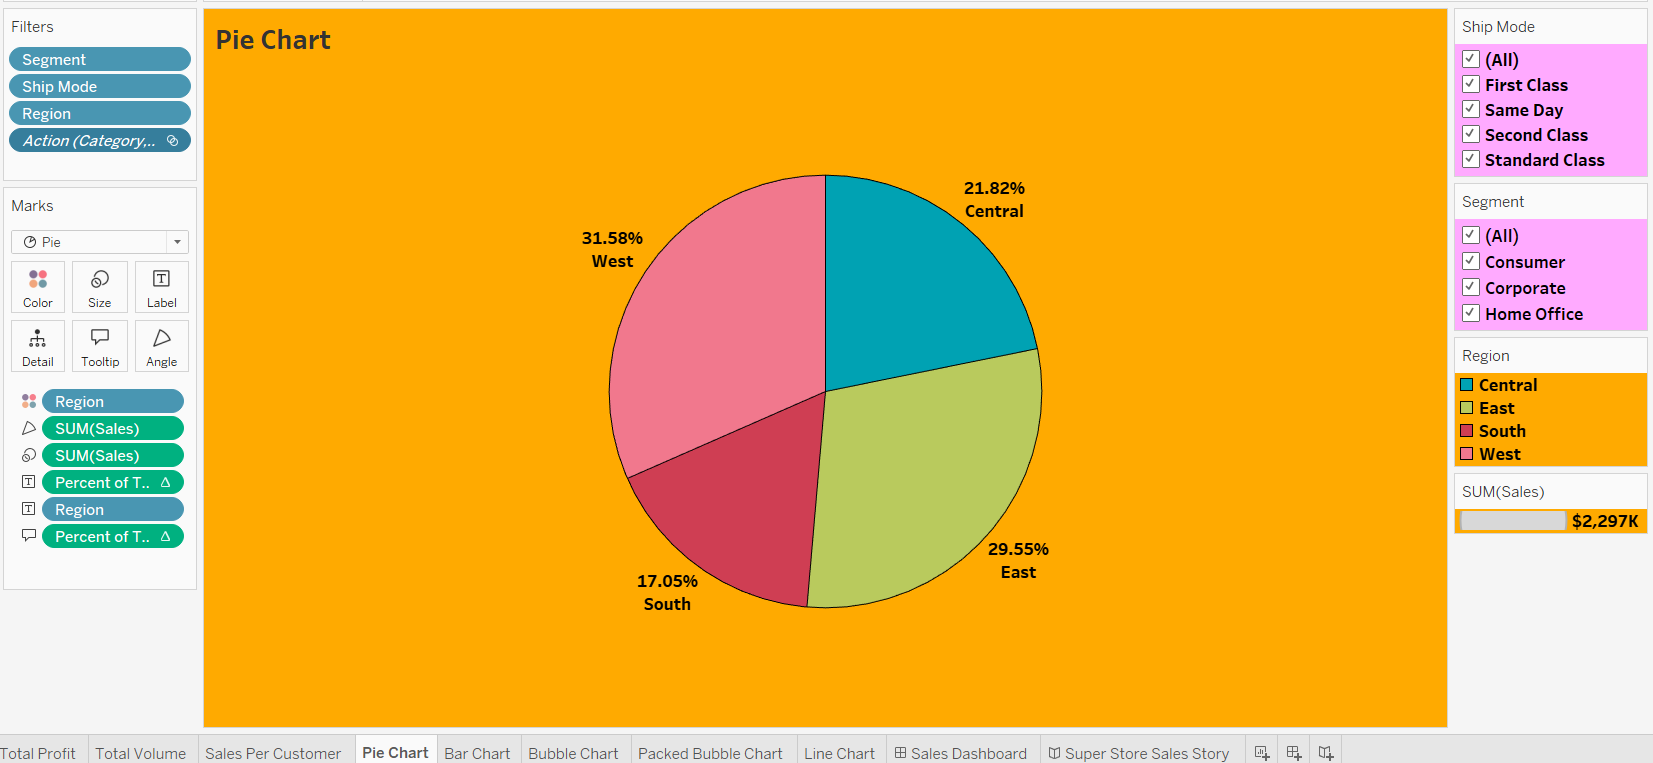 Filters
Segment
Ship Mode
Region
Action (Category,..
Marks
Pie
Color
Size
Label
Detail
Tooltip
Angle
Region
SUM(Sales)
SUM(Sales)
Percent of T.. Δ
Region
Percent of T.. Δ
Pie Chart
21.82%
Central
31.58%
West
29.55%
East
17.05%
South
Ship Mode
(All)
First Class
Same Day
Second Class
Standard Class
Segment
(All)
Consumer
Corporate
Home Office
Region
Central
East
South
West
SUM(Sales)
$2,297K
Total Profit
Total Volume
Sales Per Customer
Pie Chart
Bar Chart
Bubble Chart
Packed Bubble Chart
Line Chart
Sales Dashboard
Super Store Sales Story